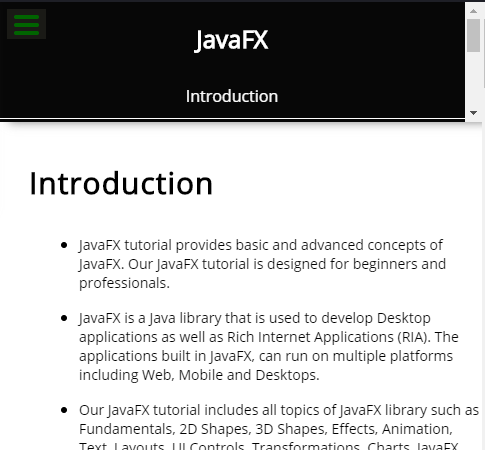 JavaFX
Introduction
Introduction
JavaFX tutorial provides basic and advanced concepts of
JavaFX. Our JavaFX tutorial is designed for beginners and
professionals.
JavaFX is a Java library that is used to develop Desktop
applications as well as Rich Internet Applications (RIA). The
applications built in JavaFX, can run on multiple platforms
including Web, Mobile and Desktops.
Our JavaFX tutorial includes all topics of JavaFX library such as
Fundamentals, 2D Shapes, 3D Shapes, Effects, Animation,
Text, Layouts, UI Controls, Transformations, Charts, JavaFX